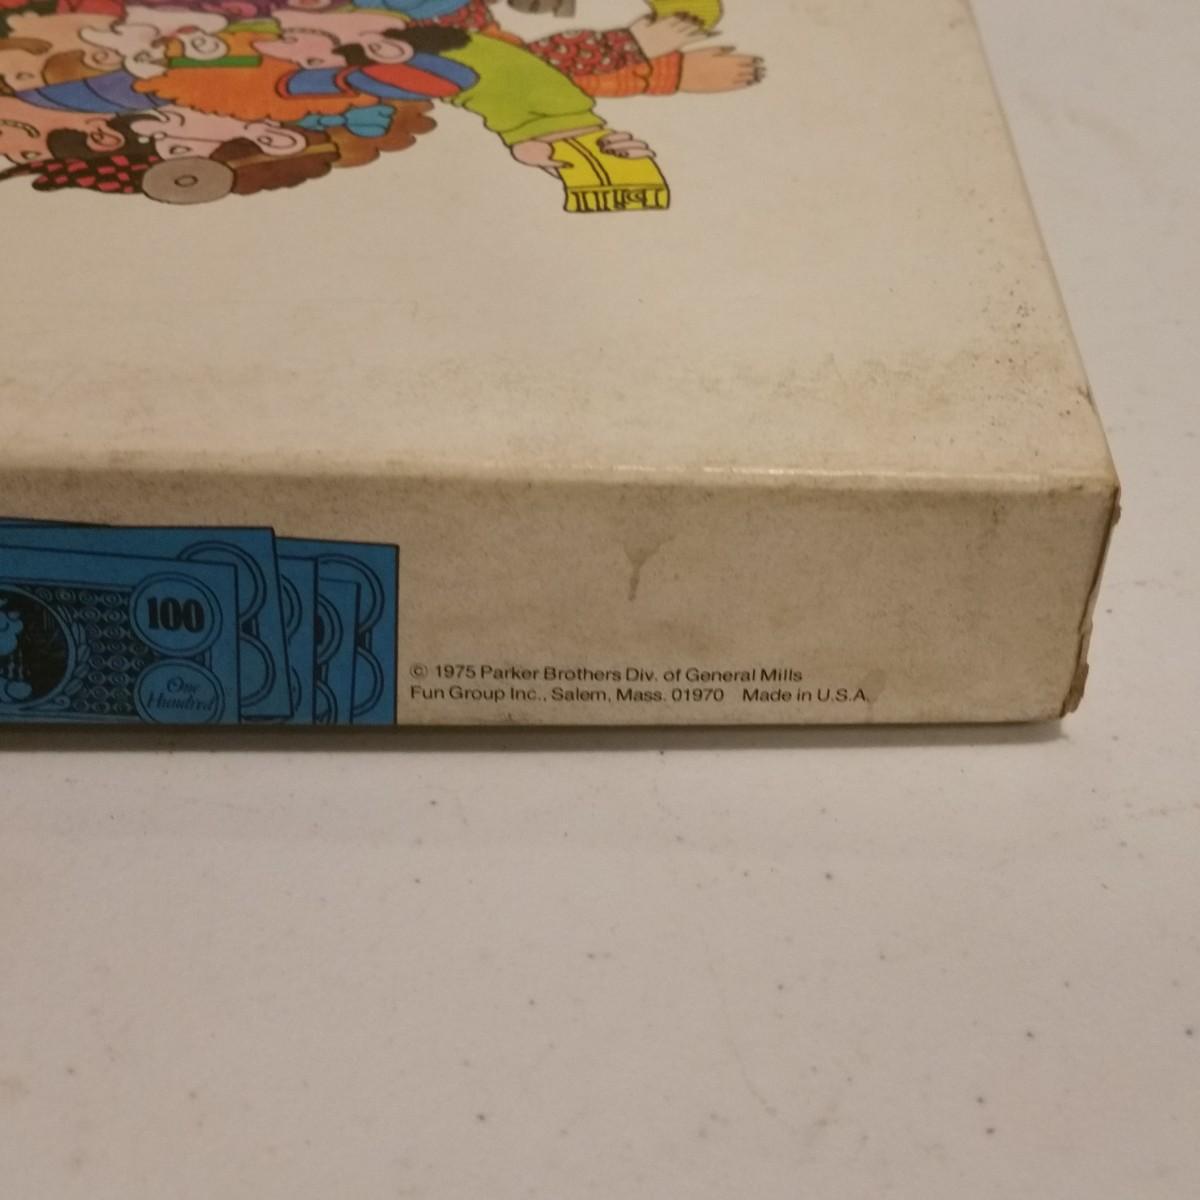 100
One
Hundred
© 1975 Parker Brothers Div. of General Mills
Fun Group Inc., Salem, Mass. 01970 Made in U.S.A.